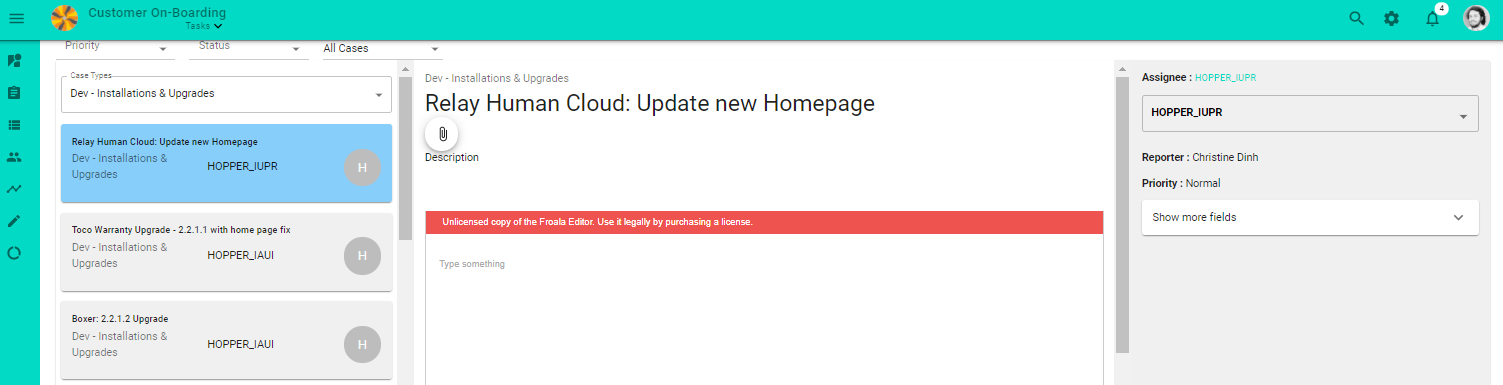 Customer On-Boarding
Tasks
4
Priority
Status
All Cases
Case Types
Dev - Installations & Upgrades
Relay Human Cloud: Update new Homepage
Dev - Installations &
Upgrades
HOPPER_IUPR
H
Toco Warranty Upgrade - 2.2.1.1 with home page fix
Dev - Installations &
Upgrades
HOPPER_IAUI
H
Boxer: 2.2.1.2 Upgrade
Dev - Installations &
Upgrades
HOPPER_IAUI
H
Dev - Installations & Upgrades
Relay Human Cloud: Update new Homepage
Description
Unlicensed copy of the Froala Editor. Use it legally by purchasing a license.
Type something
Assignee : HOPPER_IUPR
HOPPER_IUPR
Reporter : Christine Dinh
Priority : Normal
Show more fields